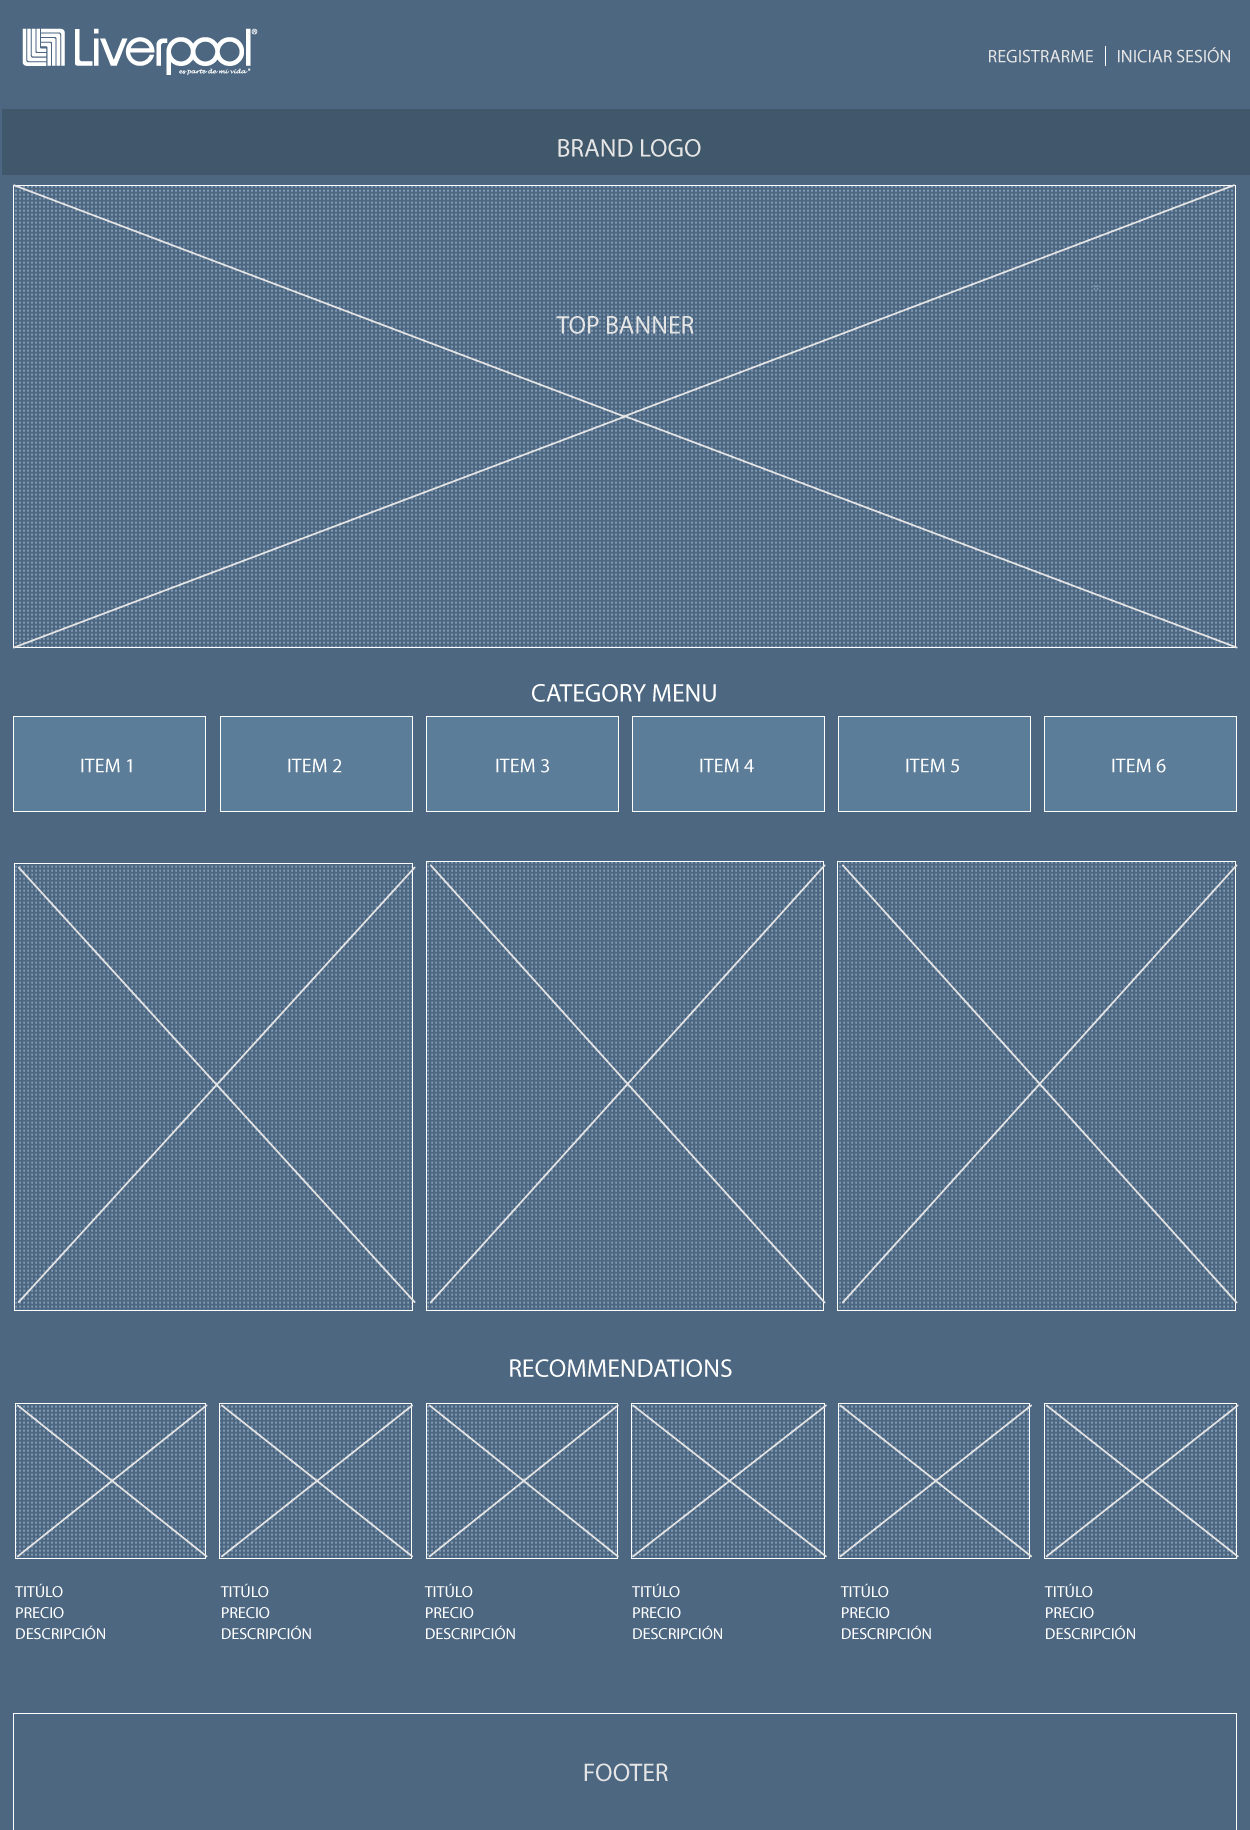 Liverpool®
es parte de mi vida®
REGISTRARME | INICIAR SESIÓN
BRAND LOGO
TOP BANNER
CATEGORY MENU
ITEM 1
ITEM 2
ITEM 3
ITEM 4
ITEM 5
ITEM 6
RECOMMENDATIONS
TITÚLO
PRECIO
DESCRIPCIÓN
TITÚLO
PRECIO
DESCRIPCIÓN
TITÚLO
PRECIO
DESCRIPCIÓN
TITÚLO
PRECIO
DESCRIPCIÓN
TITÚLO
PRECIO
DESCRIPCIÓN
TITÚLO
PRECIO
DESCRIPCIÓN
FOOTER